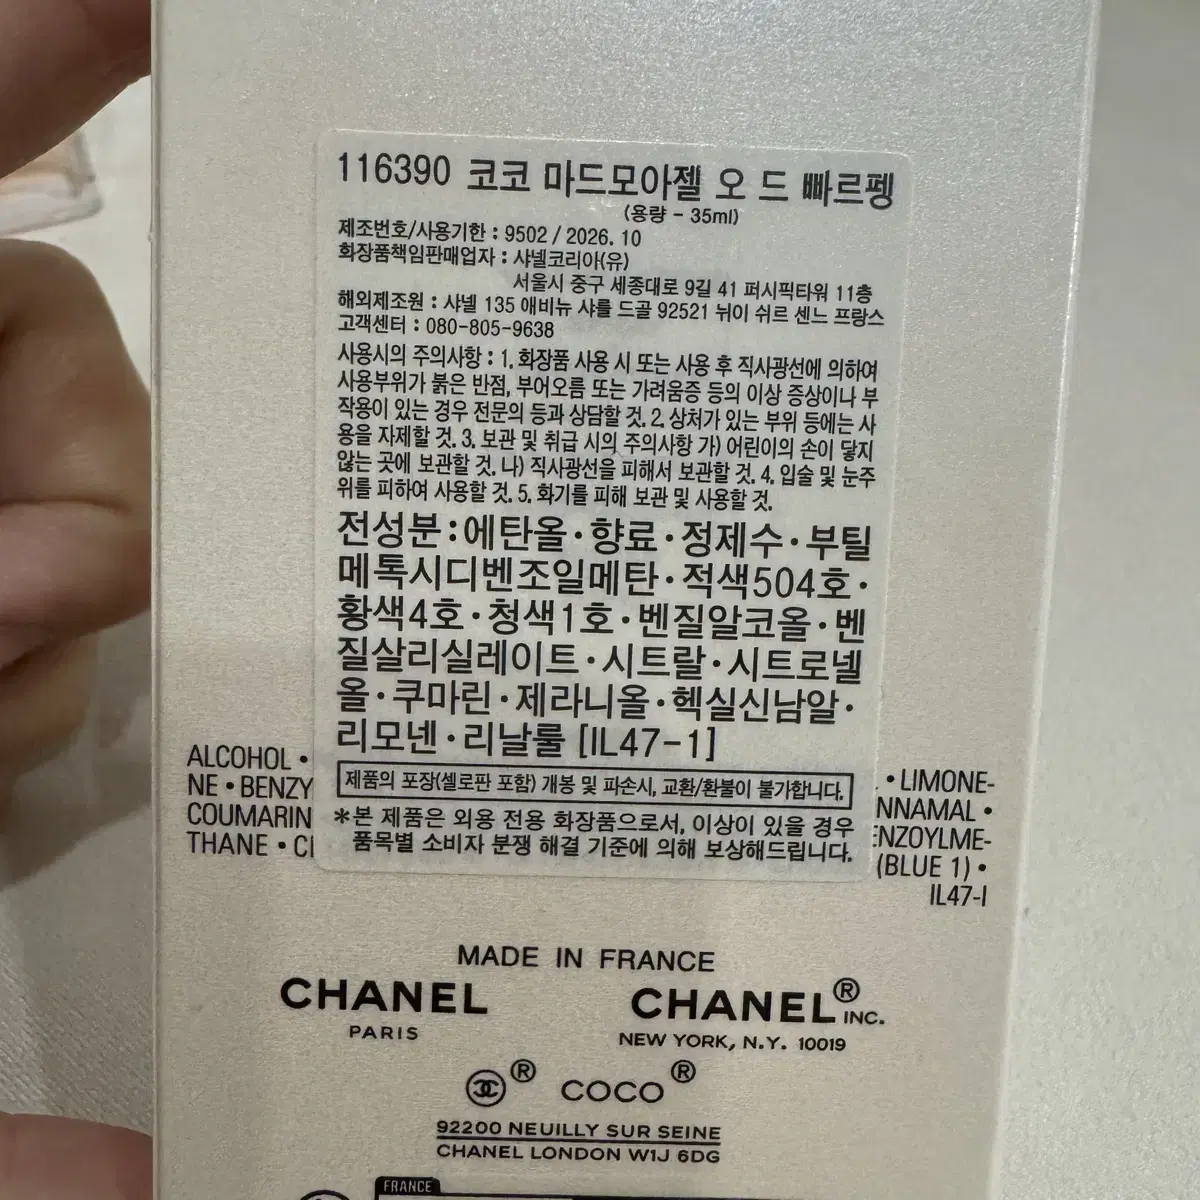 116390 코코 마드모아젤 오 드 빠르펭
(용량 - 35ml)
제조번호/사용기한 : 9502 / 2026. 10
화장품책임판매업자 : 샤넬코리아(유)
서울시 중구 세종대로 9길 41 퍼시픽타워 11층
해외제조원 : 샤넬 135 애비뉴 샤를 드골 92521 뉘이 쉬르 센느 프랑스
고객센터 : 080-805-9638
사용시의 주의사항 : 1. 화장품 사용 시 또는 사용 후 직사광선에 의하여
사용부위가 붉은 반점, 부어오름 또는 가려움증 등의 이상 증상이나 부
작용이 있는 경우 전문의 등과 상담할 것. 2. 상처가 있는 부위 등에는 사
용을 자제할 것. 3. 보관 및 취급 시의 주의사항 가) 어린이의 손이 닿지
않는 곳에 보관할 것. 나) 직사광선을 피해서 보관할 것. 4. 입술 및 눈주
위를 피하여 사용할 것. 5. 화기를 피해 보관 및 사용할 것.
전성분 : 에탄올 · 향료 · 정제수 · 부틸
메톡시디벤조일메탄 · 적색504호 ·
황색4호 · 청색1호 · 벤질알코올 · 벤
질살리실레이트 · 시트랄 · 시트로넬
올 · 쿠마린 · 제라니올 · 헥실신남알 ·
리모넨 · 리날룰 [IL47-1]
제품의 포장(셀로판 포함) 개봉 및 파손시, 교환/환불이 불가합니다.
*본 제품은 외용 전용 화장품으로서, 이상이 있을 경우
품목별 소비자 분쟁 해결 기준에 의해 보상해드립니다.
ALCOHOL • • LIMONE-
NE • BENZY NNAMAL •
COUMARIN ENZOYLME-
THANE • CI (BLUE 1) •
IL47-I
MADE IN FRANCE
CHANEL CHANEL® INC.
PARIS NEW YORK, N.Y. 10019
® COCO®
92200 NEUILLY SUR SEINE
CHANEL LONDON W1J 6DG
FRANCE